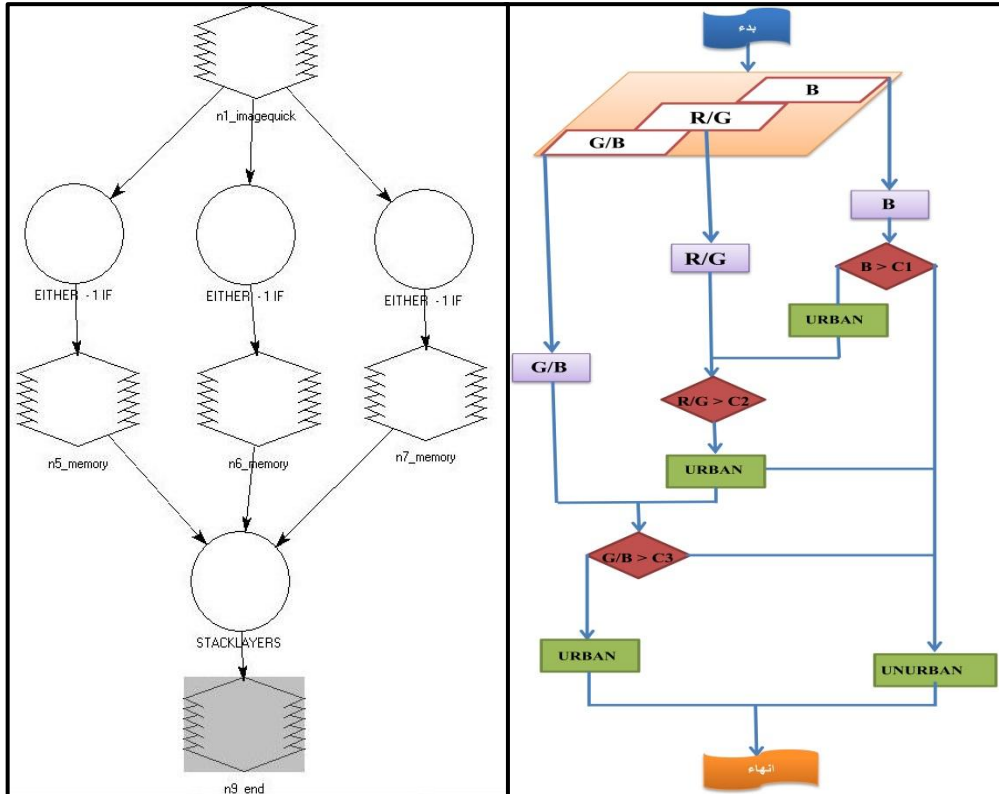 n1_imagequick
EITHER - 1 IF
EITHER - 1 IF
EITHER - 1 IF
n5_memory
n6_memory
n7_memory
STACKLAYERS
n9_end
بدء
B
R/G
G/B
B
R/G
B > C1
URBAN
G/B
R/G > C2
URBAN
G/B > C3
URBAN
UNURBAN
انهاء